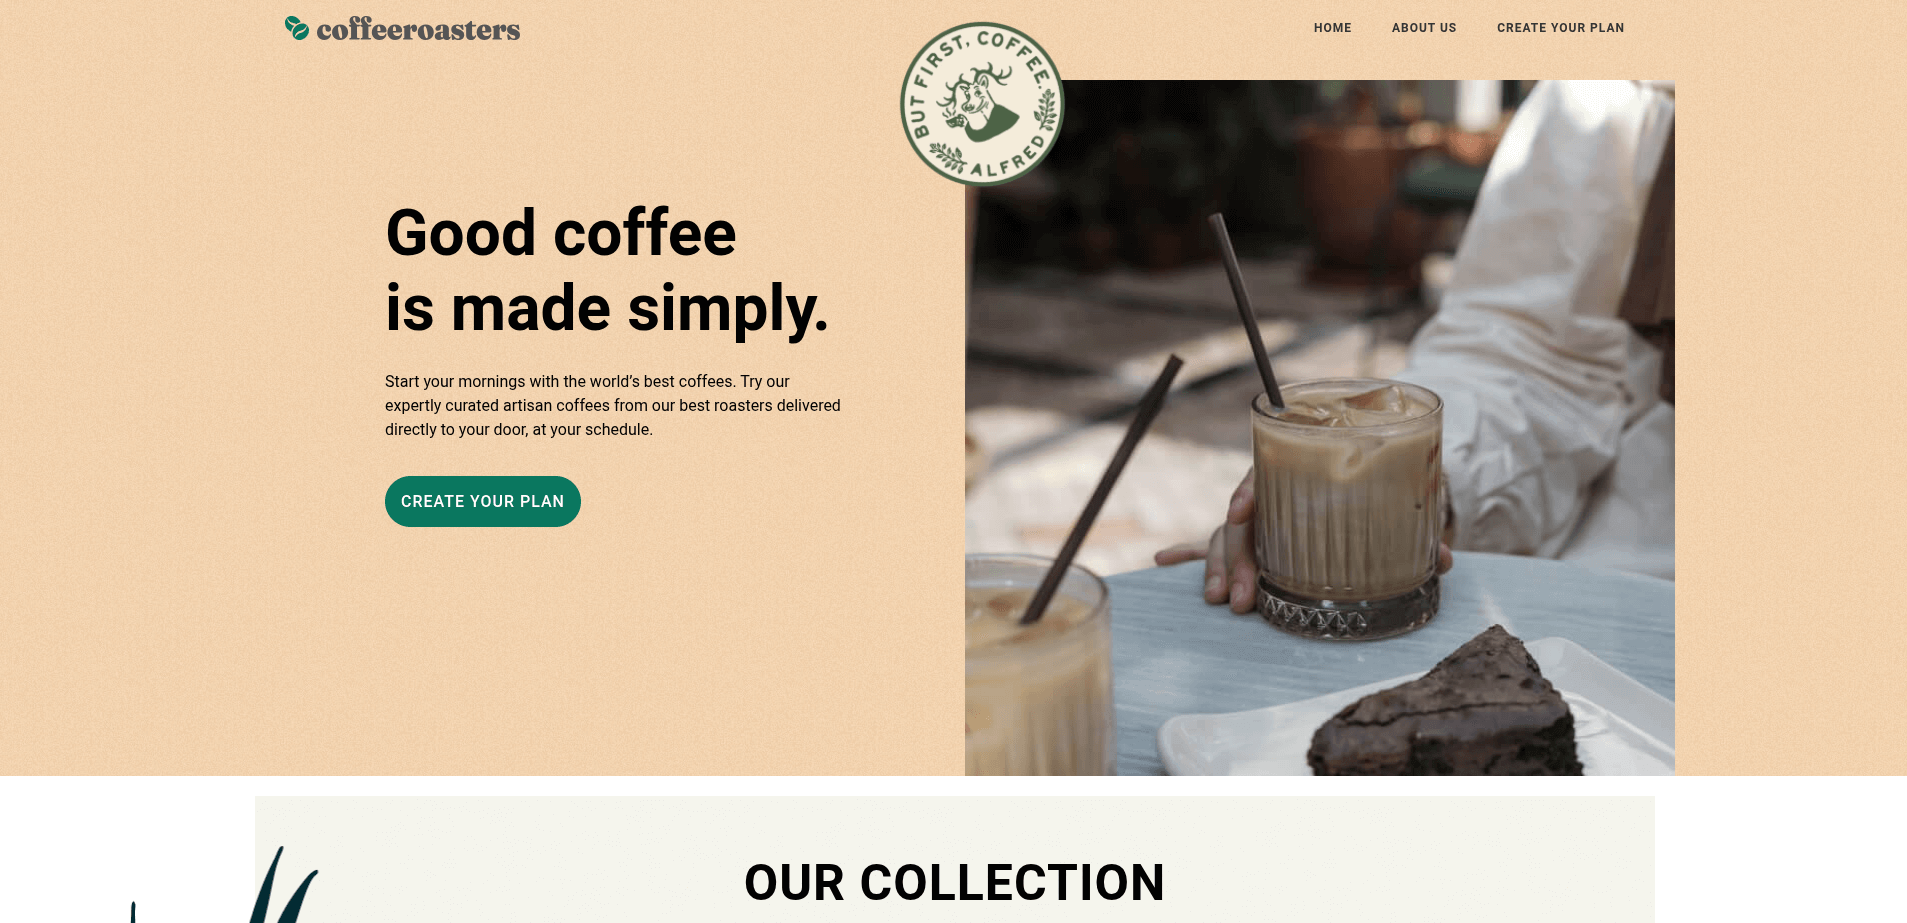 coffeeroasters
HOME
ABOUT US
CREATE YOUR PLAN
BUT FIRST, COFFEE.
ALFRED
Good coffee
is made simply.
Start your mornings with the world’s best coffees. Try our
expertly curated artisan coffees from our best roasters delivered
directly to your door, at your schedule.
CREATE YOUR PLAN
OUR COLLECTION